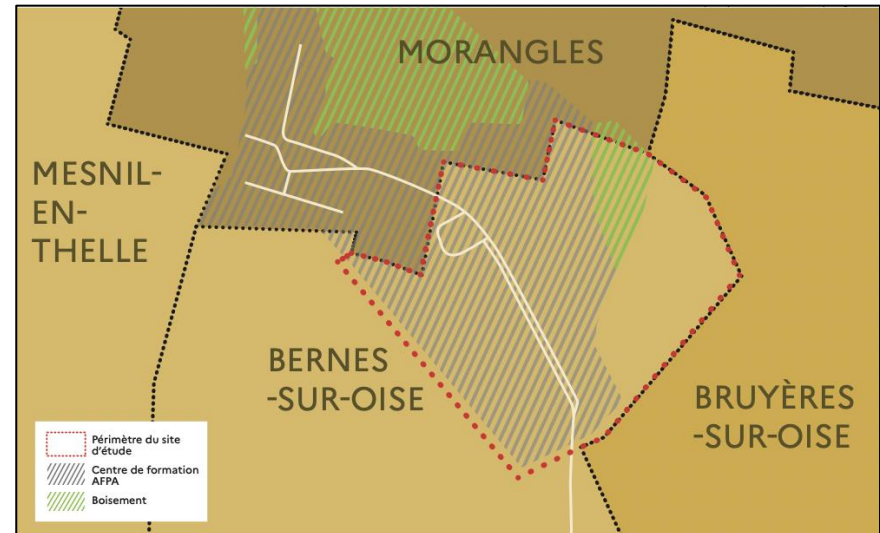 MORANGLES
MESNIL-
EN-
THELLE
BERNES
-SUR-OISE
BRUYÈRES
-SUR-OISE
Périmètre du site
d'étude
Centre de formation
AFPA
Boisement